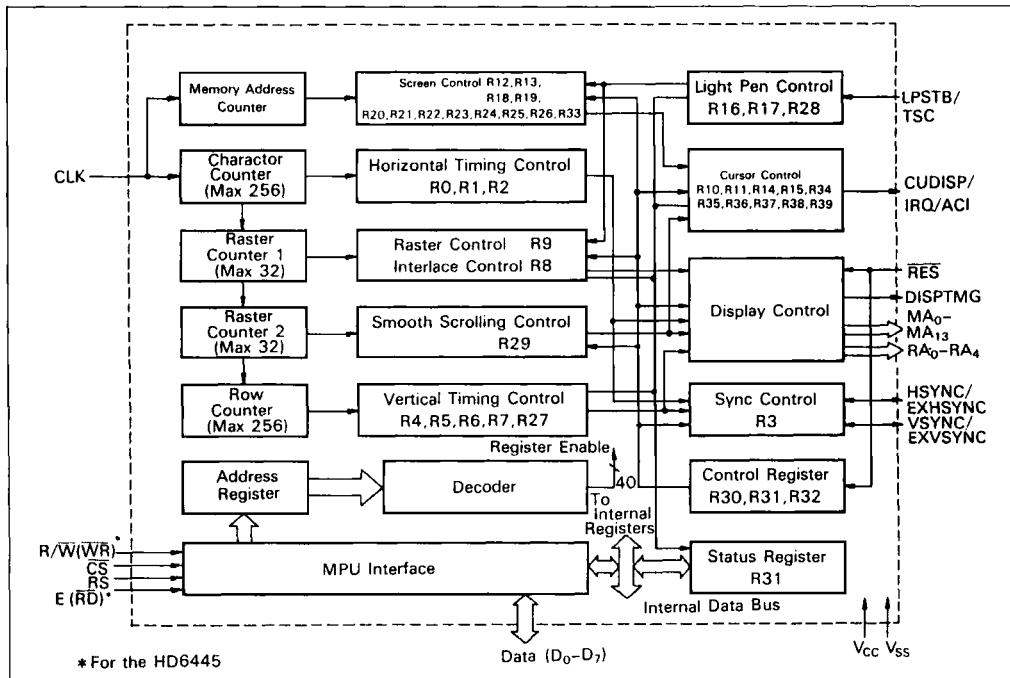 Memory Address
Counter
Screen Control R12,R13,
R18,R19,
R20,R21,R22,R23,R24,R25,R26,R33
Light Pen Control
R16,R17,R28
LPSTB/
TSC
CLK
Charactor
Counter
(Max 256)
Horizontal Timing Control
R0,R1,R2
Cursor Control
R10,R11,R14,R15,R34
R35,R36,R37,R38,R39
CUDISP/
IRQ/ACI
Raster
Counter 1
(Max 32)
Raster Control R9
Interlace Control R8
Display Control
RES
DISPTMG
MA0–
MA13
RA0–RA4
Raster
Counter 2
(Max 32)
Smooth Scrolling Control
R29
Row
Counter
(Max 256)
Vertical Timing Control
R4,R5,R6,R7,R27
Sync Control
R3
HSYNC/
EXHSYNC
VSYNC/
EXVSYNC
Register Enable
40
To
Internal
Registers
Address
Register
Decoder
Control Register
R30,R31,R32
R/W(WR)*
CS
RS
E (RD)*
MPU Interface
Status Register
R31
Internal Data Bus
Data (D0–D7)
VCC VSS
* For the HD6445